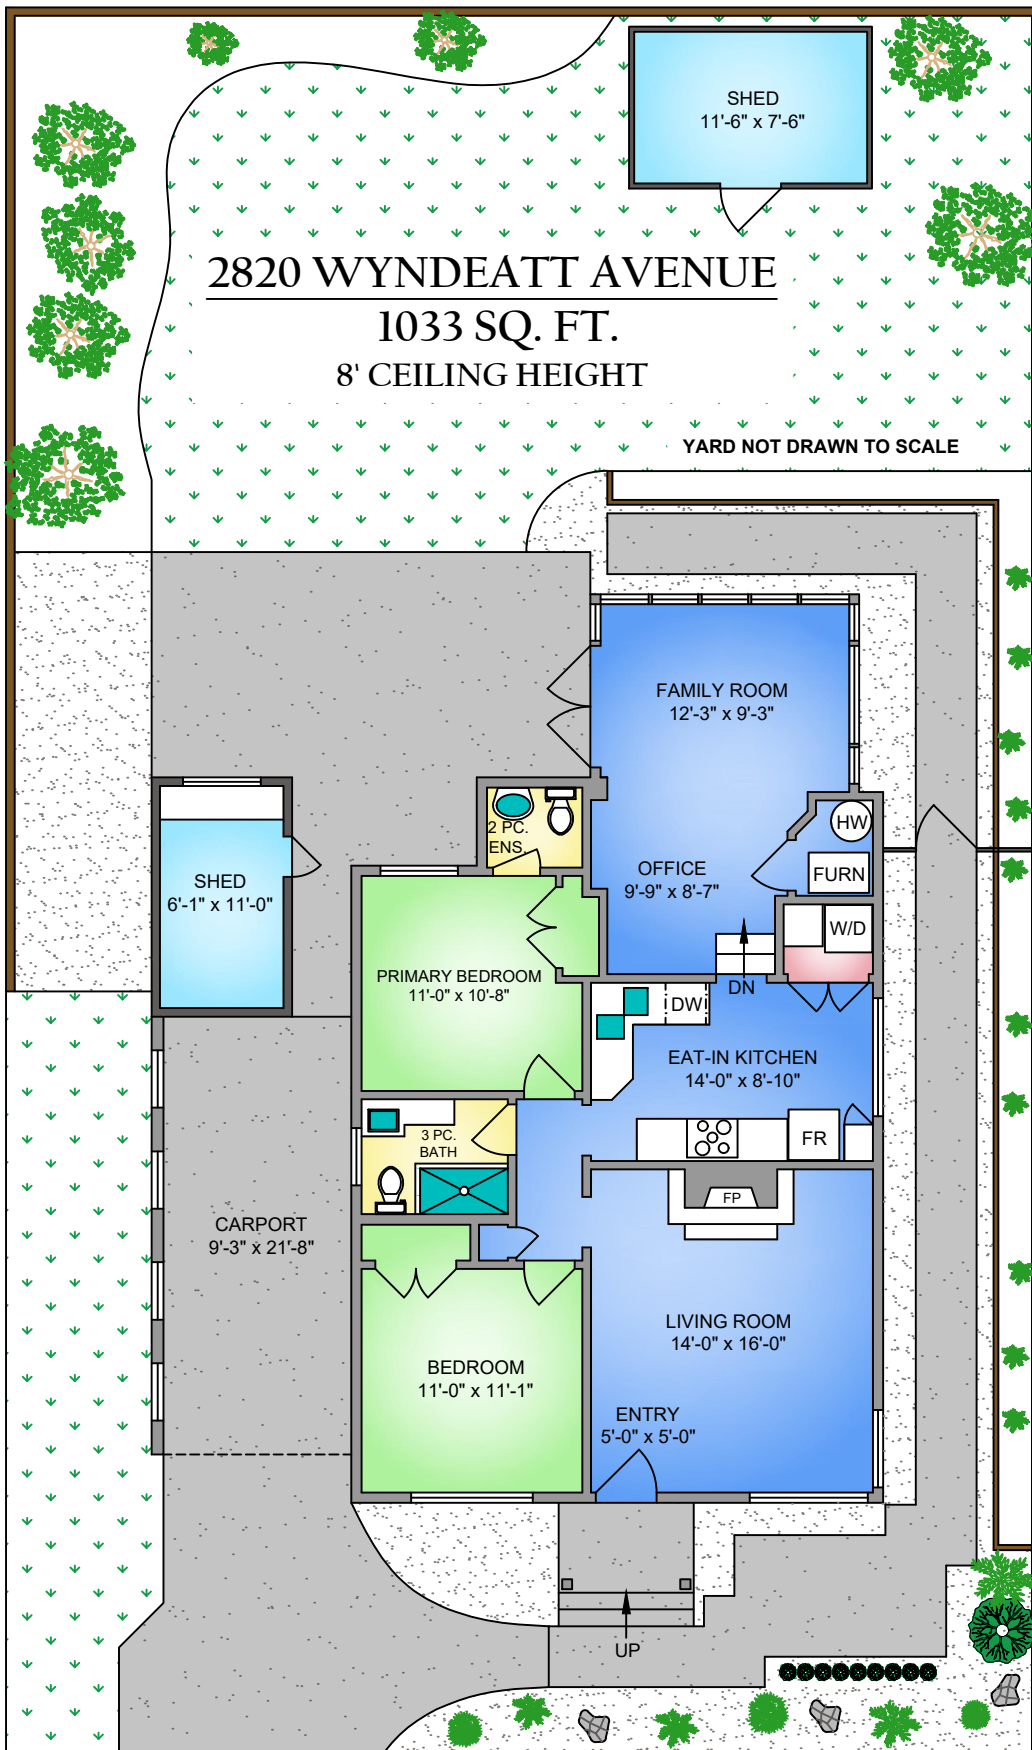 SHED
11'-6" x 7'-6"
2820 WYNDEATT AVENUE
1033 SQ. FT.
8' CEILING HEIGHT
YARD NOT DRAWN TO SCALE
FAMILY ROOM
12'-3" x 9'-3"
2 PC.
ENS.
HW
FURN
OFFICE
9'-9" x 8'-7"
SHED
6'-1" x 11'-0"
W/D
PRIMARY BEDROOM
11'-0" x 10'-8"
DN
DW
EAT-IN KITCHEN
14'-0" x 8'-10"
3 PC.
BATH
FR
FP
CARPORT
9'-3" x 21'-8"
LIVING ROOM
14'-0" x 16'-0"
BEDROOM
11'-0" x 11'-1"
ENTRY
5'-0" x 5'-0"
UP